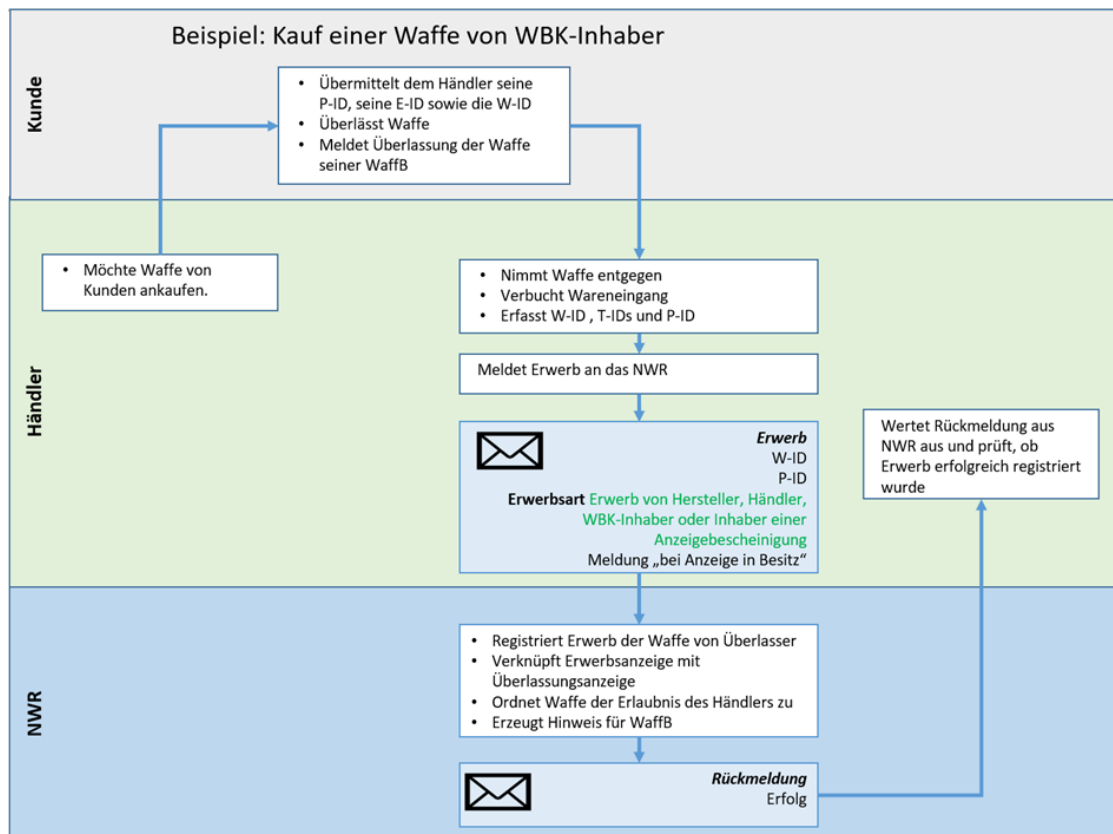 Beispiel: Kauf einer Waffe von WBK-Inhaber
Kunde
• Übermittelt dem Händler seine
P-ID, seine E-ID sowie die W-ID
• Überlässt Waffe
• Meldet Überlassung der Waffe
seiner WaffB
Händler
• Möchte Waffe von
Kunden ankaufen.
• Nimmt Waffe entgegen
• Verbucht Wareneingang
• Erfasst W-ID , T-IDs und P-ID
Meldet Erwerb an das NWR
Erwerb
W-ID
P-ID
Erwerbsart Erwerb von Hersteller, Händler,
WBK-Inhaber oder Inhaber einer
Anzeigebescheinigung
Meldung „bei Anzeige in Besitz“
Wertet Rückmeldung aus
NWR aus und prüft, ob
Erwerb erfolgreich registriert
wurde
NWR
• Registriert Erwerb der Waffe von Überlasser
• Verknüpft Erwerbsanzeige mit
Überlassungsanzeige
• Ordnet Waffe der Erlaubnis des Händlers zu
• Erzeugt Hinweis für WaffB
Rückmeldung
Erfolg